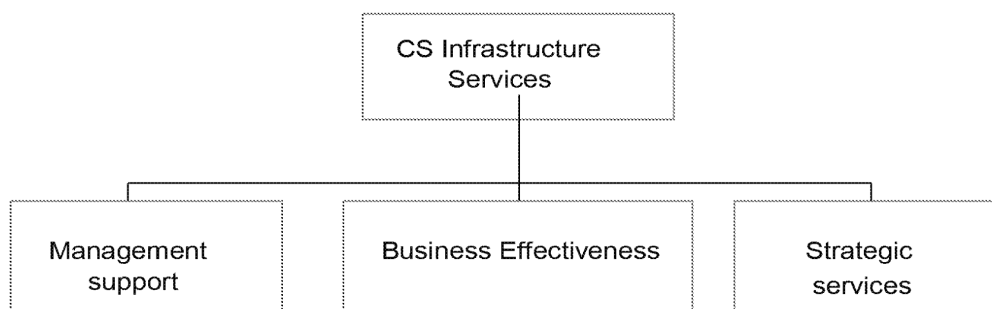 CS Infrastructure
Services
Management
support
Business Effectiveness
Strategic
services